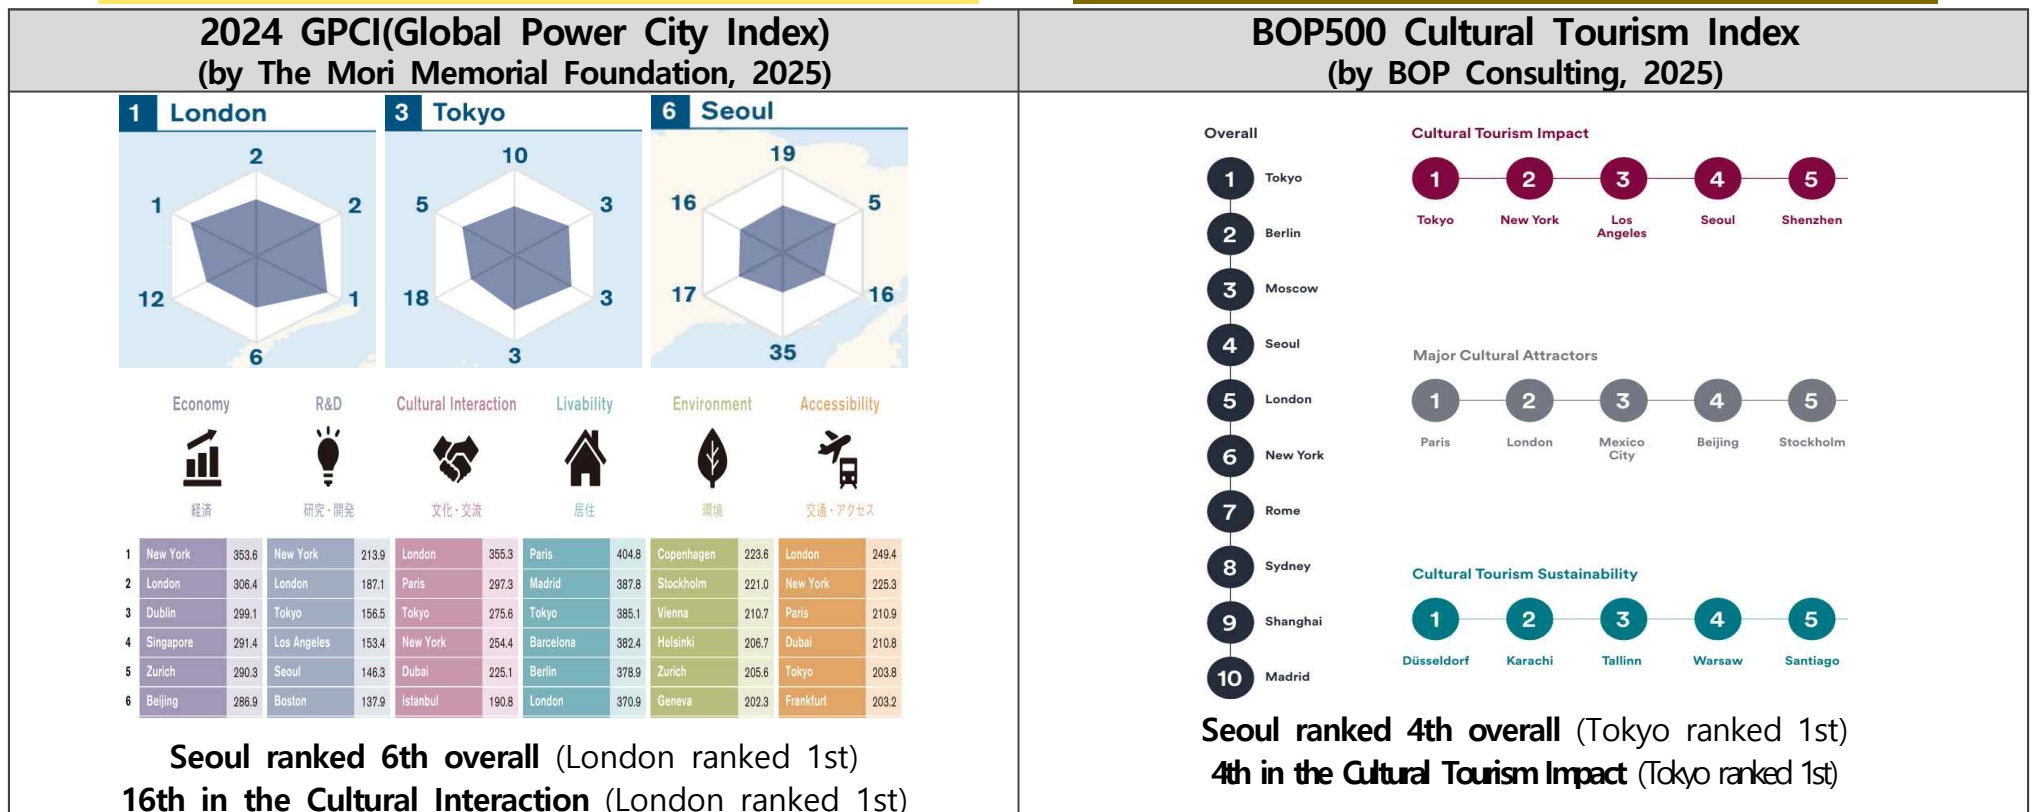 2024 GPCI(Global Power City Index)
(by The Mori Memorial Foundation, 2025)
1 London
2
1
2
12
1
6
3 Tokyo
10
5
3
18
3
3
6 Seoul
19
16
5
17
16
35
Economy R&D Cultural Interaction Livability Environment Accessibility
経済 研究・開発 文化・交流 居住 環境 交通・アクセス
1 New York 353.6 New York 213.9 London 355.3 Paris 404.8 Copenhagen 223.6 London 249.4
2 London 306.4 London 187.1 Paris 297.3 Madrid 387.8 Stockholm 221.0 New York 225.3
3 Dublin 299.1 Tokyo 156.5 Tokyo 275.6 Tokyo 385.1 Vienna 210.7 Paris 210.9
4 Singapore 291.4 Los Angeles 153.4 New York 254.4 Barcelona 382.4 Helsinki 206.7 Dubai 210.8
5 Zurich 290.3 Seoul 146.3 Dubai 225.1 Berlin 378.9 Zurich 205.6 Tokyo 203.8
6 Beijing 286.9 Boston 137.9 Istanbul 190.8 London 370.9 Geneva 202.3 Frankfurt 203.2
Seoul ranked 6th overall (London ranked 1st)
16th in the Cultural Interaction (London ranked 1st)
BOP500 Cultural Tourism Index
(by BOP Consulting, 2025)
Overall
1 Tokyo
2 Berlin
3 Moscow
4 Seoul
5 London
6 New York
7 Rome
8 Sydney
9 Shanghai
10 Madrid
Cultural Tourism Impact
1 2 3 4 5
Tokyo New York Los Seoul Shenzhen
Angeles
Major Cultural Attractors
1 2 3 4 5
Paris London Mexico Beijing Stockholm
City
Cultural Tourism Sustainability
1 2 3 4 5
Düsseldorf Karachi Tallinn Warsaw Santiago
Seoul ranked 4th overall (Tokyo ranked 1st)
4th in the Cultural Tourism Impact (Tokyo ranked 1st)